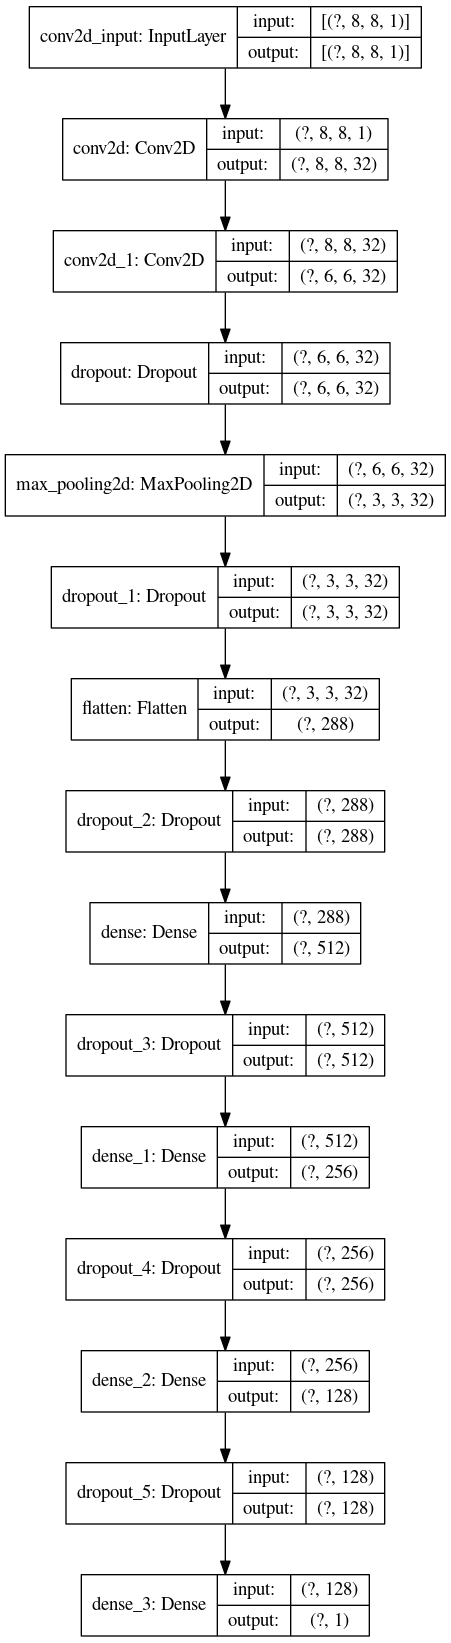 conv2d_input: InputLayer
input:
[(?, 8, 8, 1)]
output:
[(?, 8, 8, 1)]
conv2d: Conv2D
input:
(?, 8, 8, 1)
output:
(?, 8, 8, 32)
conv2d_1: Conv2D
input:
(?, 8, 8, 32)
output:
(?, 6, 6, 32)
dropout: Dropout
input:
(?, 6, 6, 32)
output:
(?, 6, 6, 32)
max_pooling2d: MaxPooling2D
input:
(?, 6, 6, 32)
output:
(?, 3, 3, 32)
dropout_1: Dropout
input:
(?, 3, 3, 32)
output:
(?, 3, 3, 32)
flatten: Flatten
input:
(?, 3, 3, 32)
output:
(?, 288)
dropout_2: Dropout
input:
(?, 288)
output:
(?, 288)
dense: Dense
input:
(?, 288)
output:
(?, 512)
dropout_3: Dropout
input:
(?, 512)
output:
(?, 512)
dense_1: Dense
input:
(?, 512)
output:
(?, 256)
dropout_4: Dropout
input:
(?, 256)
output:
(?, 256)
dense_2: Dense
input:
(?, 256)
output:
(?, 128)
dropout_5: Dropout
input:
(?, 128)
output:
(?, 128)
dense_3: Dense
input:
(?, 128)
output:
(?, 1)